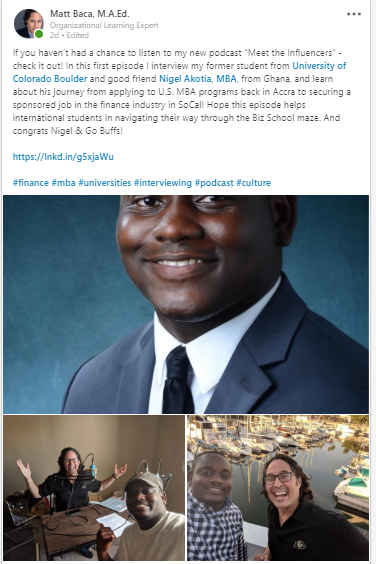 Matt Baca, M.A.Ed.
Organizational Learning Expert
2d • Edited
If you haven't had a chance to listen to my new podcast "Meet the Influencers" -
check it out! In this first episode I interview my former student from University of
Colorado Boulder and good friend Nigel Akotia, MBA, from Ghana, and learn
about his journey from applying to U.S. MBA programs back in Accra to securing a
sponsored job in the finance industry in SoCal! Hope this episode helps
international students in navigating their way through the Biz School maze. And
congrats Nigel & Go Buffs!
https://lnkd.in/g5xjaWu
#finance #mba #universities #interviewing #podcast #culture